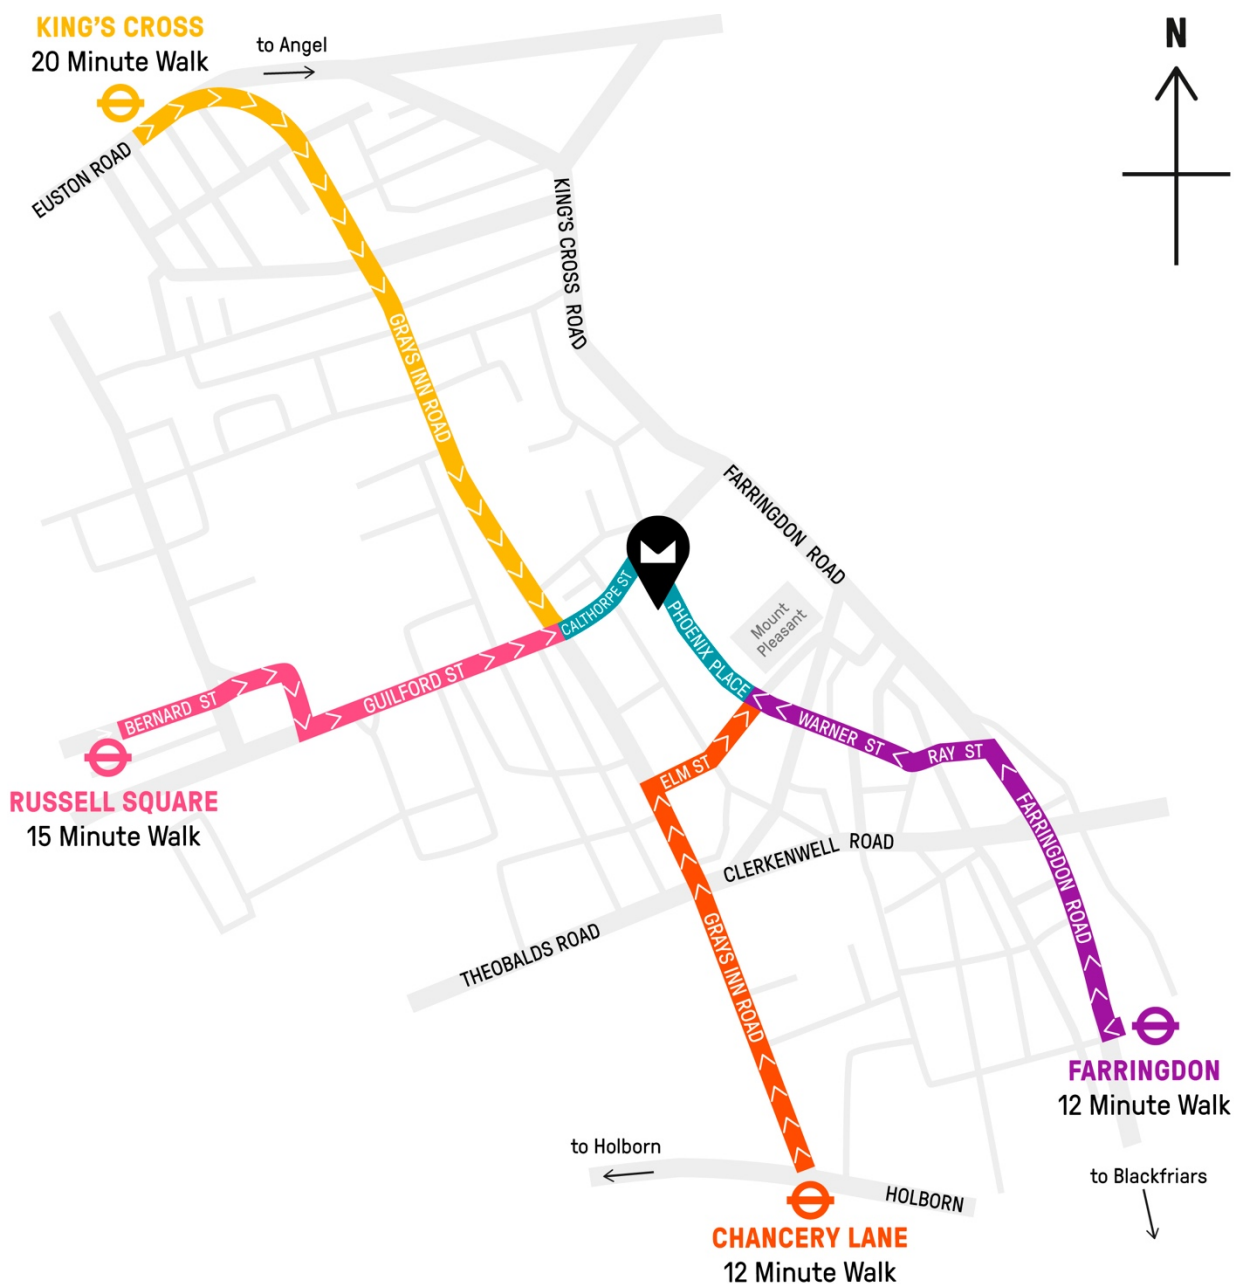 KING'S CROSS
20 Minute Walk
to Angel
N
EUSTON ROAD
KING'S CROSS ROAD
GRAYS INN ROAD
FARRINGDON ROAD
CALTHORPE ST
PHOENIX PLACE
Mount
Pleasant
BERNARD ST
GUILFORD ST
WARNER ST
RAY ST
ELM ST
RUSSELL SQUARE
15 Minute Walk
FARRINGDON ROAD
CLERKENWELL ROAD
THEOBALDS ROAD
GRAYS INN ROAD
FARRINGDON
12 Minute Walk
to Holborn
to Blackfriars
HOLBORN
CHANCERY LANE
12 Minute Walk